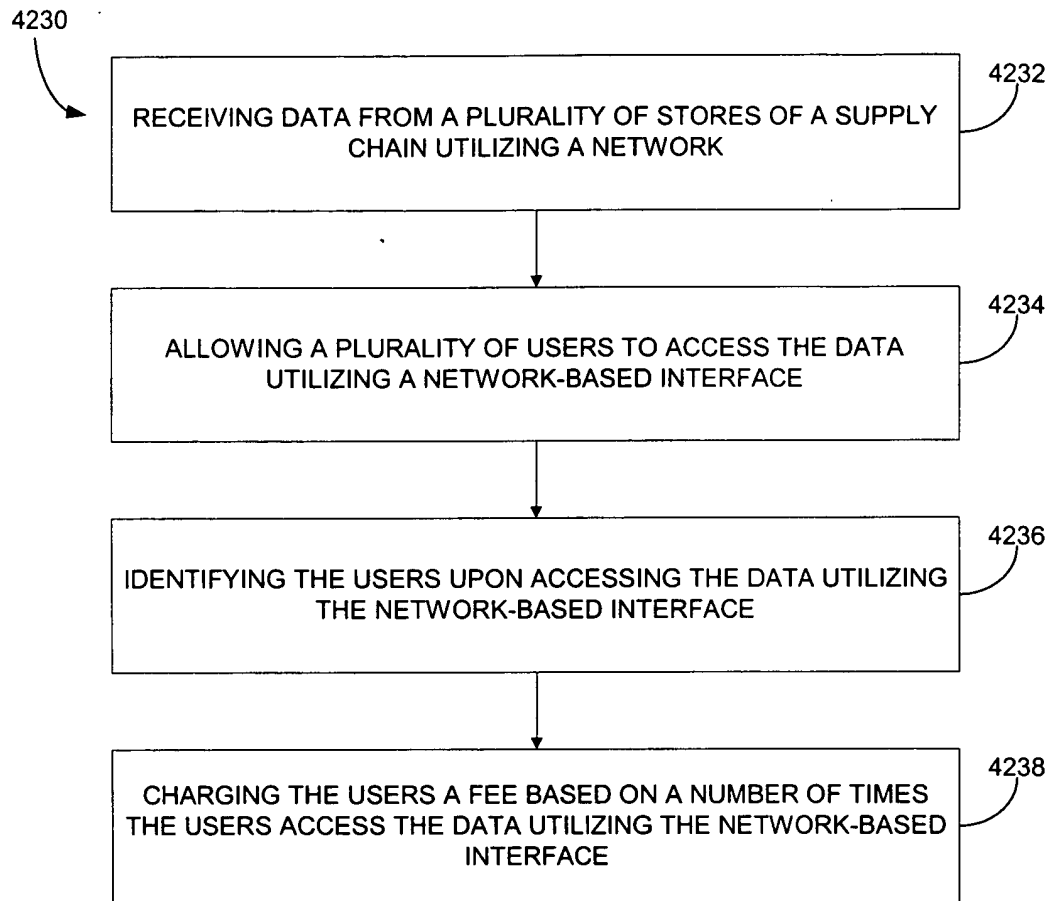 4230
4232
RECEIVING DATA FROM A PLURALITY OF STORES OF A SUPPLY
CHAIN UTILIZING A NETWORK
4234
ALLOWING A PLURALITY OF USERS TO ACCESS THE DATA
UTILIZING A NETWORK-BASED INTERFACE
4236
IDENTIFYING THE USERS UPON ACCESSING THE DATA UTILIZING
THE NETWORK-BASED INTERFACE
4238
CHARGING THE USERS A FEE BASED ON A NUMBER OF TIMES
THE USERS ACCESS THE DATA UTILIZING THE NETWORK-BASED
INTERFACE